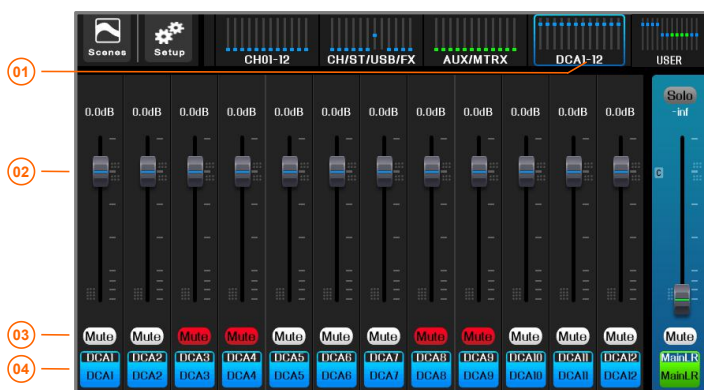 Scenes Setup CH01-12 CH/ST/USB/FX AUX/MTRX DCA1-12 USER
01
Solo
0.0dB 0.0dB 0.0dB 0.0dB 0.0dB 0.0dB 0.0dB 0.0dB 0.0dB 0.0dB 0.0dB 0.0dB -inf
02
C
03
Mute Mute Mute Mute Mute Mute Mute Mute Mute Mute Mute Mute Mute
04
DCA1 DCA2 DCA3 DCA4 DCA5 DCA6 DCA7 DCA8 DCA9 DCA10 DCA11 DCA12 MainLR
DCA1 DCA2 DCA3 DCA4 DCA5 DCA6 DCA7 DCA8 DCA9 DCA10 DCA11 DCA12 MainLR